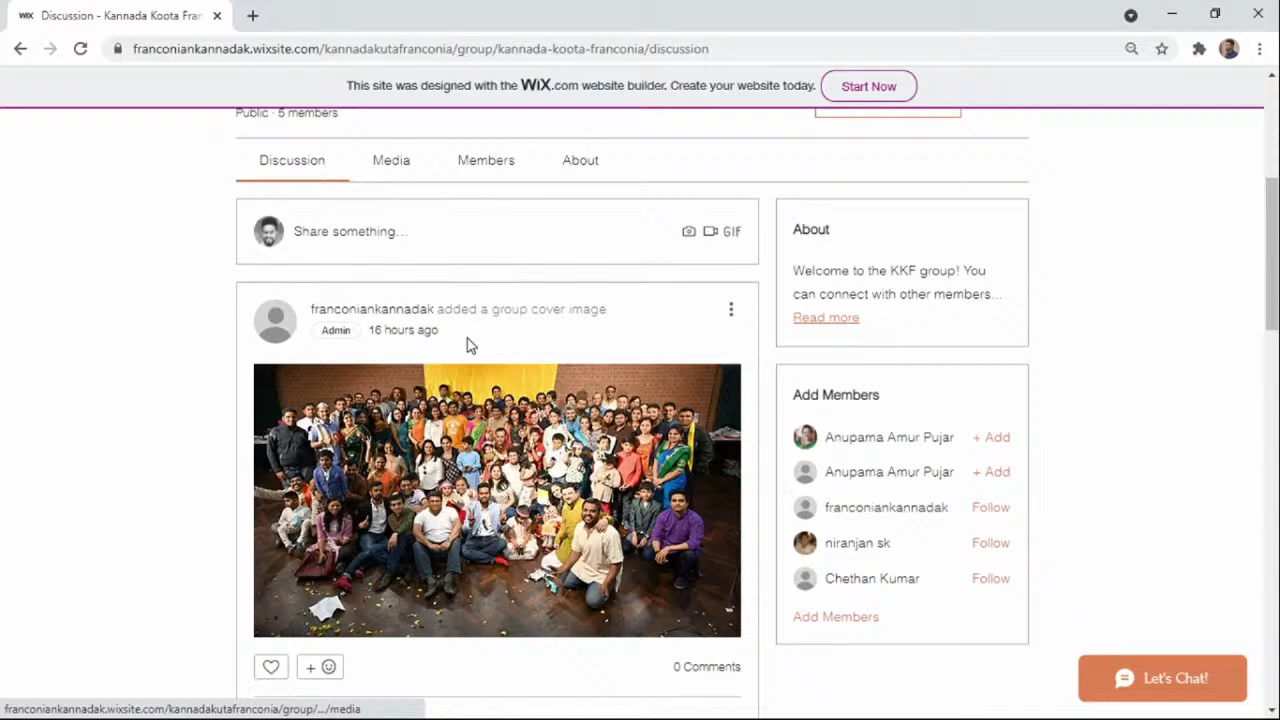 WiX Discussion - Kannada Koota Fran
franconiankannadak.wixsite.com/kannadakutafranconia/group/kannada-koota-franconia/discussion
This site was designed with the WiX.com website builder. Create your website today. Start Now
Public · 5 members
Discussion Media Members About
Share something... GIF
franconiankannadak added a group cover image
Admin 16 hours ago
0 Comments
About
Welcome to the KKF group! You
can connect with other members...
Read more
Add Members
Anupama Amur Pujar + Add
Anupama Amur Pujar + Add
franconiankannadak Follow
niranjan sk Follow
Chethan Kumar Follow
Add Members
Let's Chat!
franconiankannadak.wixsite.com/kannadakutafranconia/group/.../media